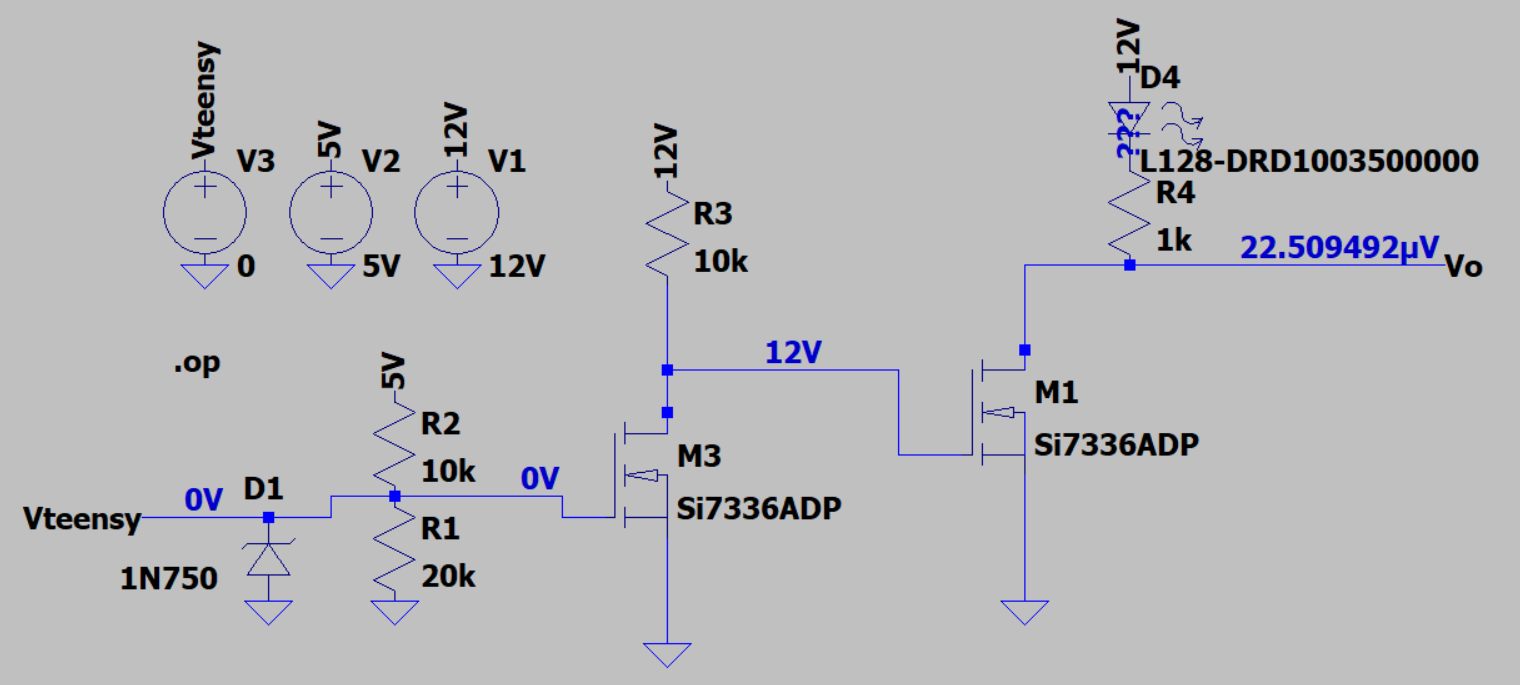 Vteensy
V3
0
5V
V2
5V
12V
V1
12V
.op
Vteensy
0V
D1
1N750
5V
R2
10k
R1
20k
0V
12V
R3
10k
M3
Si7336ADP
12V
12V
D4
???
L128-DRD1003500000
R4
1k
22.509492µV
Vo
M1
Si7336ADP